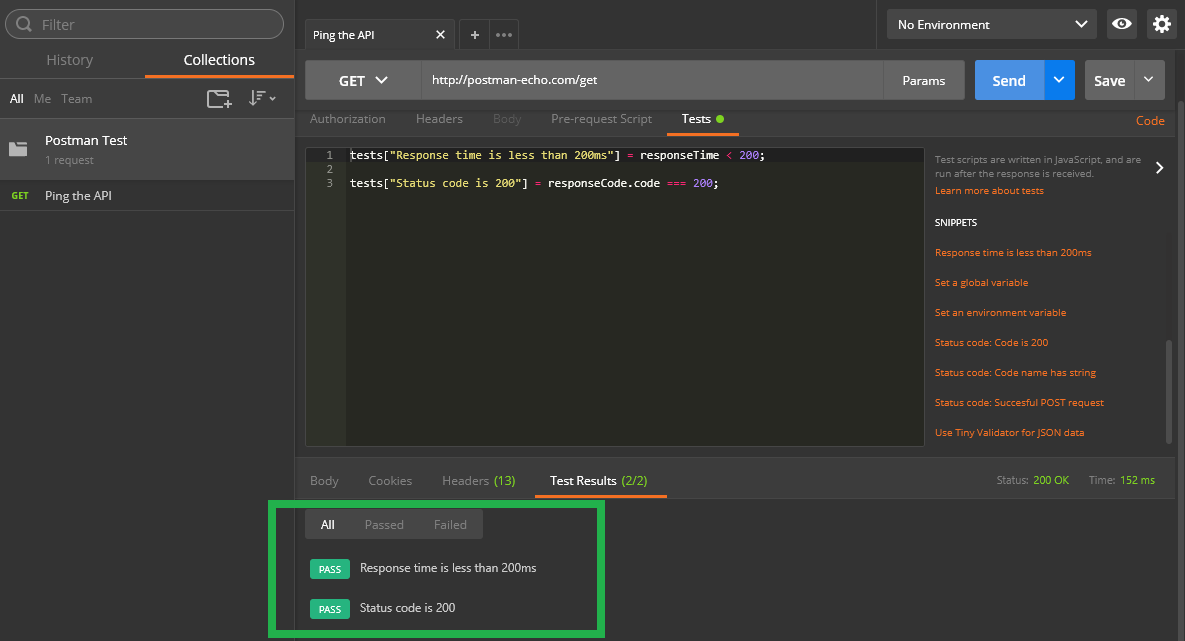 Filter
History Collections
All Me Team
Postman Test
1 request
GET Ping the API
Ping the API
No Environment
GET http://postman-echo.com/get Params Send Save
Authorization Headers Body Pre-request Script Tests Code
1 tests["Response time is less than 200ms"] = responseTime < 200;
2
3 tests["Status code is 200"] = responseCode.code === 200;
Test scripts are written in JavaScript, and are
run after the response is received.
Learn more about tests
SNIPPETS
Response time is less than 200ms
Set a global variable
Set an environment variable
Status code: Code is 200
Status code: Code name has string
Status code: Succesful POST request
Use Tiny Validator for JSON data
Body Cookies Headers (13) Test Results (2/2) Status: 200 OK Time: 152 ms
All Passed Failed
PASS Response time is less than 200ms
PASS Status code is 200